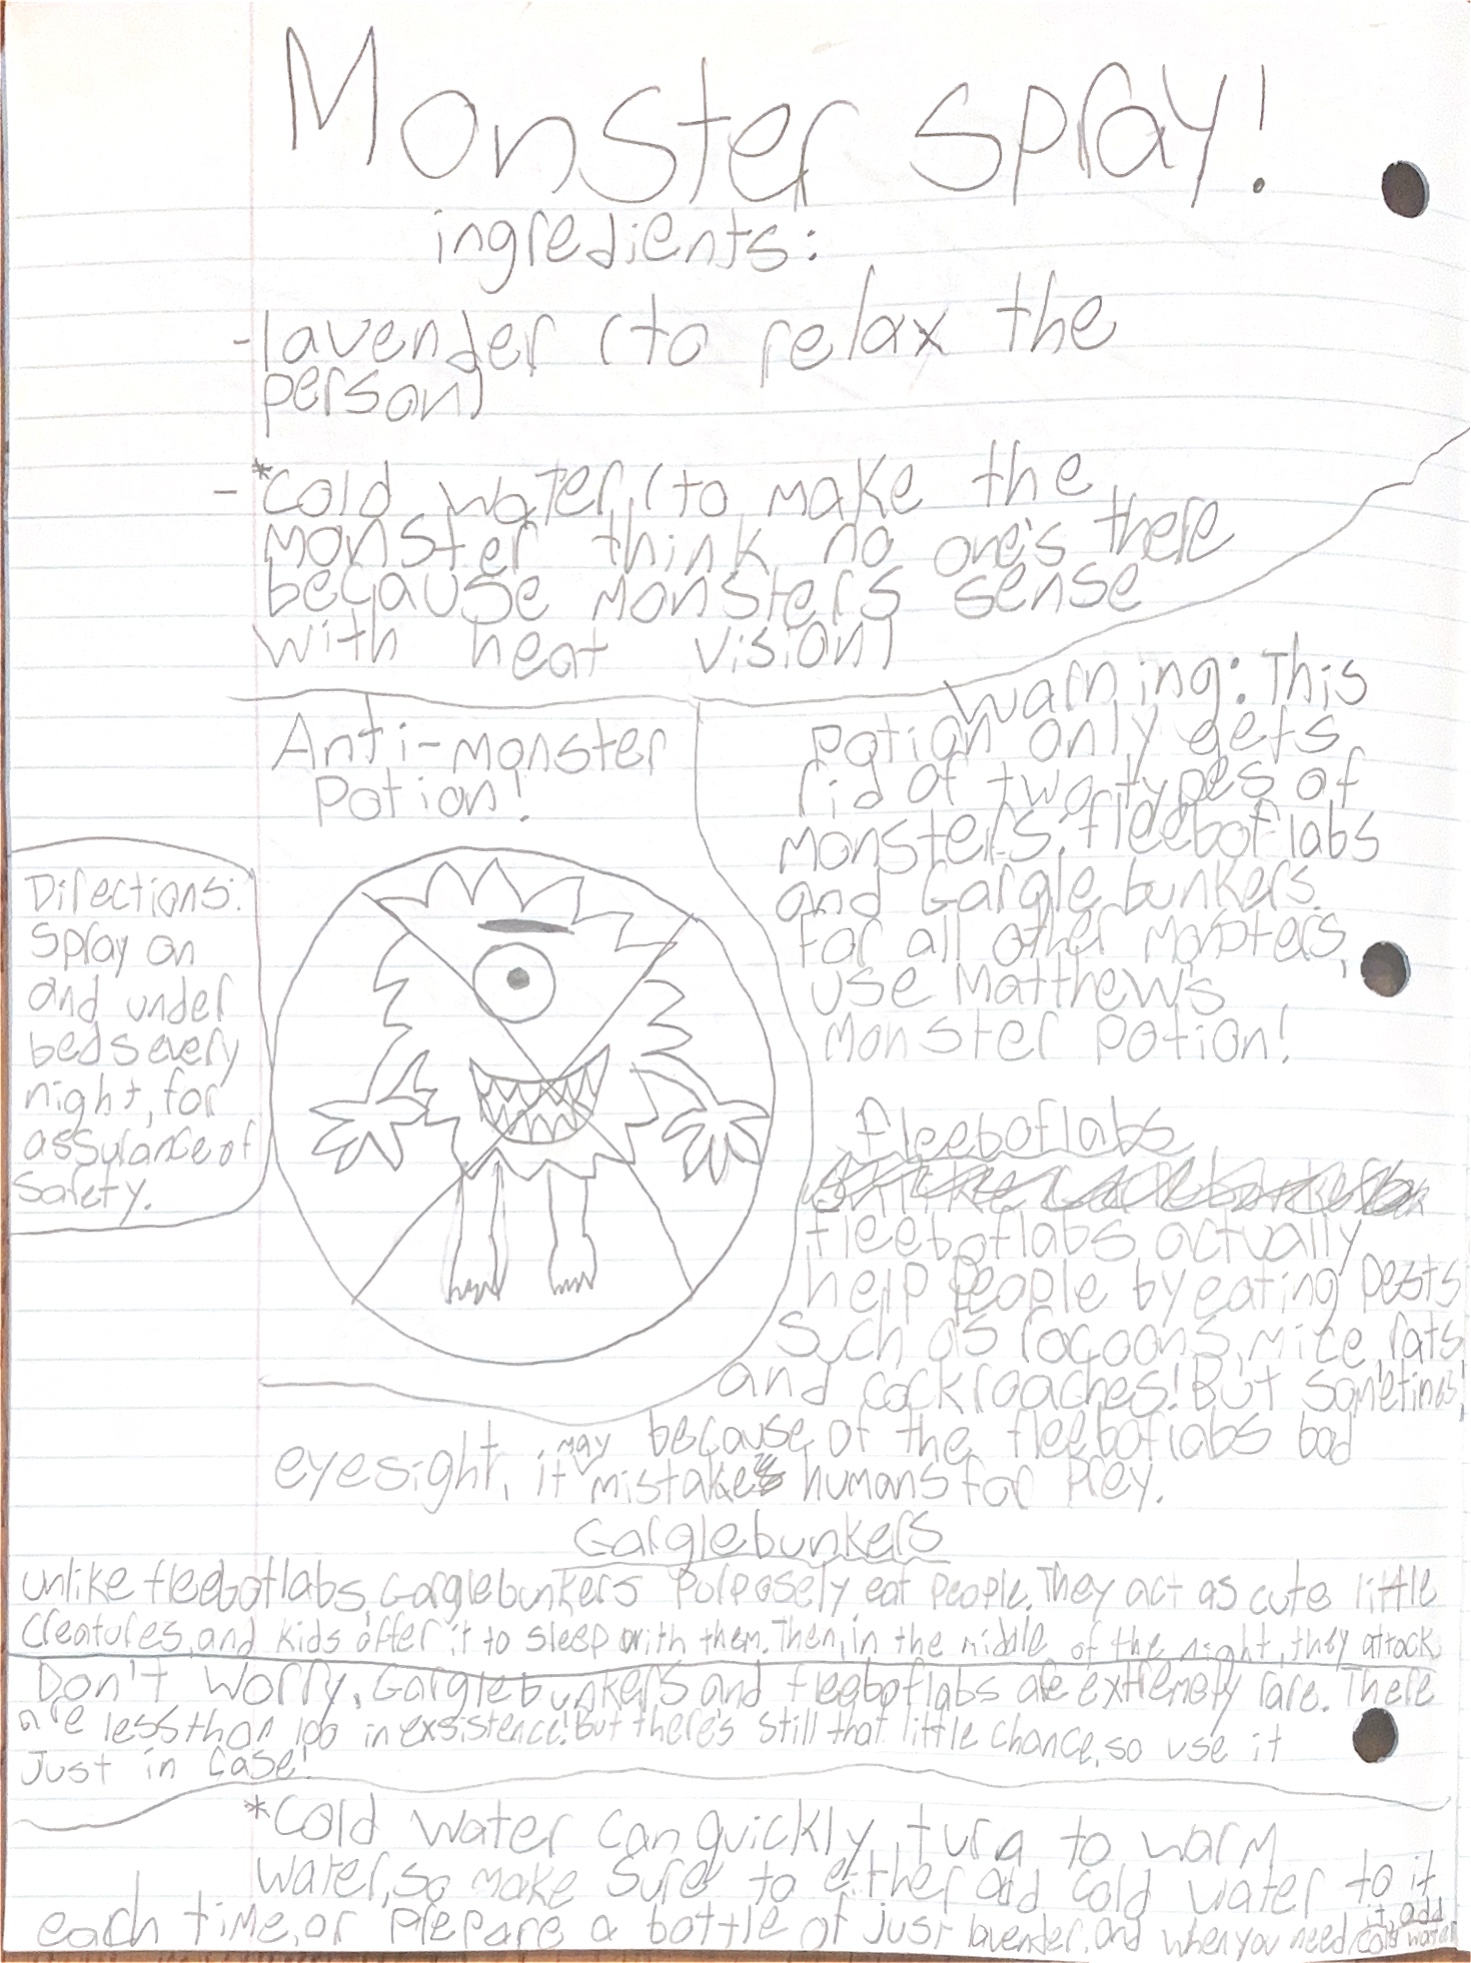 Monster spray!
ingredients:
-lavender (to relax the
person)
- *cold water, (to make the
monster think no one's there
because monsters sense
with heat vision)
Anti-monster
Potion!
Directions:
Spray on
and under
beds every
night, for
assurance of
safety.
Warning: This
potion only gets
rid of two types of
monsters: fleeboflabs
and Gargle bunkers.
for all other monsters,
use Matthew's
monster potion!
fleeboflabs
fleeboflabs actually
help people by eating pests
such as racoons, mice, rats
and cockroaches! But sometimes,
because of the fleeboflabs bad
eyesight, it may mistake humans for prey.
Garglebunkers
unlike fleeboflabs, Garglebunkers purposely eat people. They act as cute little
creatures, and kids offer it to sleep with them. Then, in the middle of the night, they attack
Don't worry, Garglebunkers and fleegboflabs are extremely rare. There
are less than 100 in exsistence! But there's still that little chance, so use it
Just in case!
*Cold water can quickly turn to warm
water, so make sure to either add cold water to it
each time, or prepare a bottle of just lavender, and when you need it, add cold water